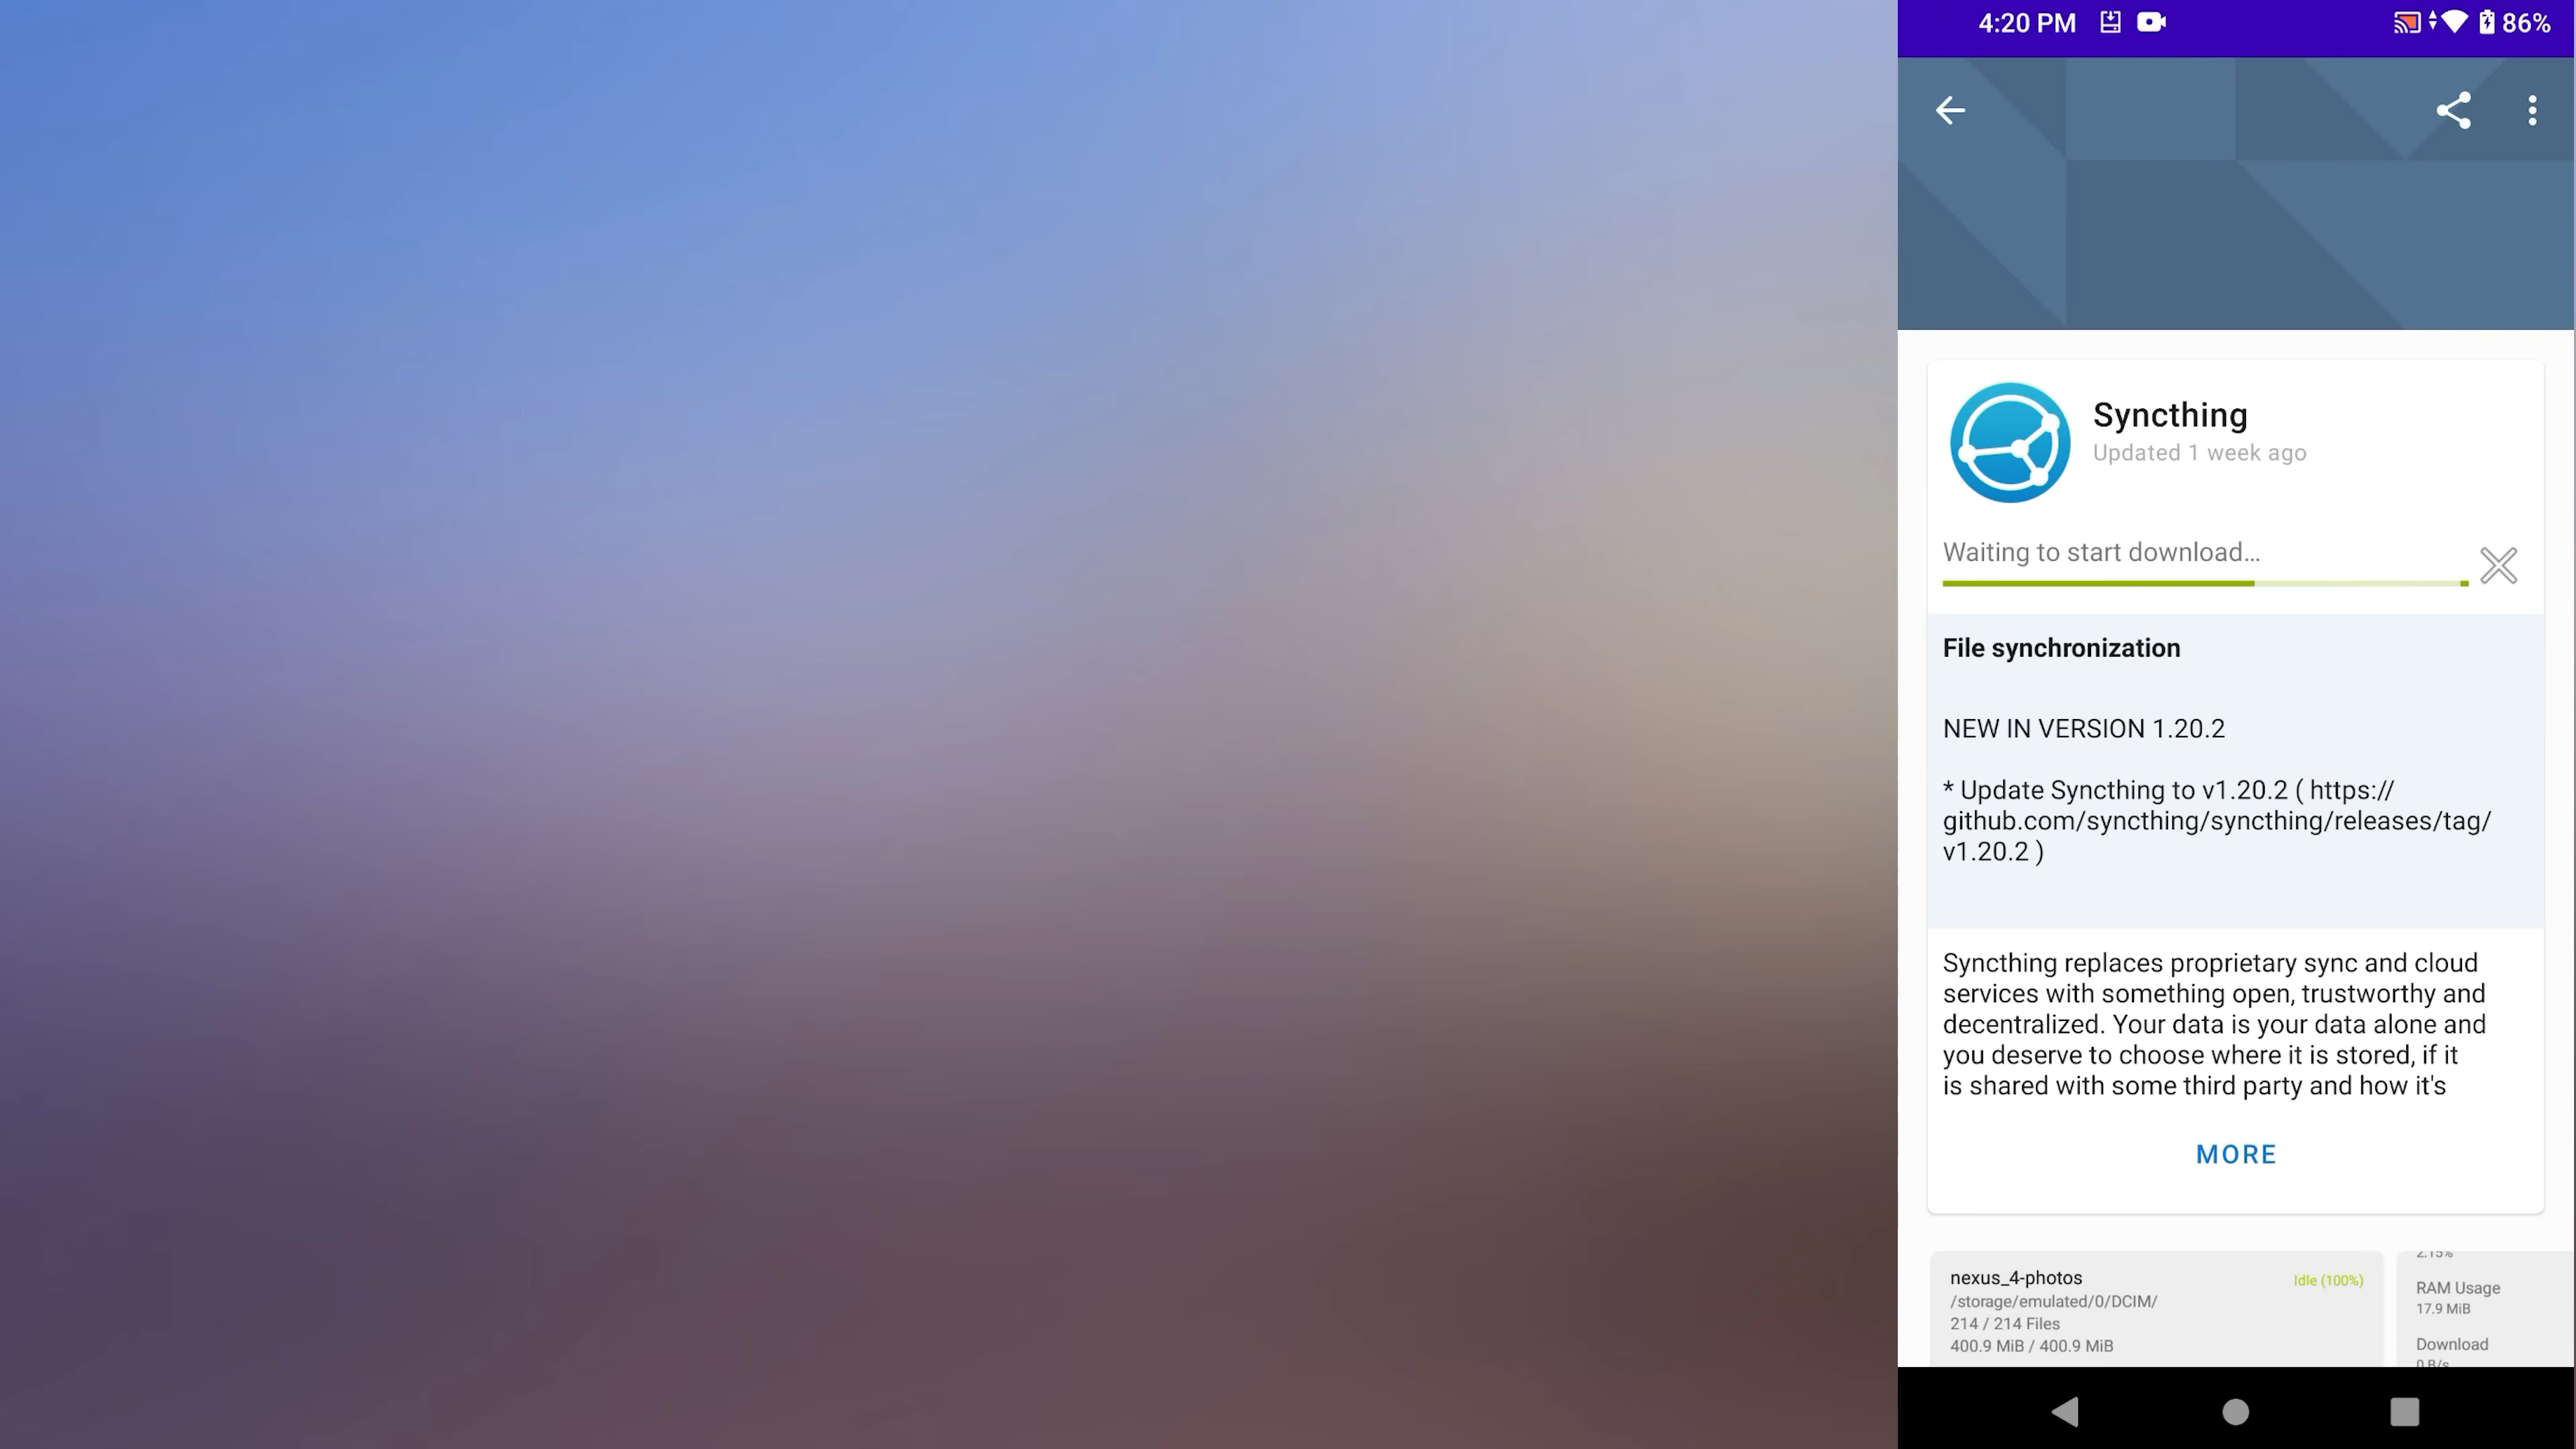 4:20 PM
86%
Syncthing
Updated 1 week ago
Waiting to start download…
File synchronization
NEW IN VERSION 1.20.2
* Update Syncthing to v1.20.2 ( https://
github.com/syncthing/syncthing/releases/tag/
v1.20.2 )
Syncthing replaces proprietary sync and cloud
services with something open, trustworthy and
decentralized. Your data is your data alone and
you deserve to choose where it is stored, if it
is shared with some third party and how it's
MORE
nexus_4-photos
Idle (100%)
/storage/emulated/0/DCIM/
214 / 214 Files
400.9 MiB / 400.9 MiB
2.15%
RAM Usage
17.9 MiB
Download
0 B/s